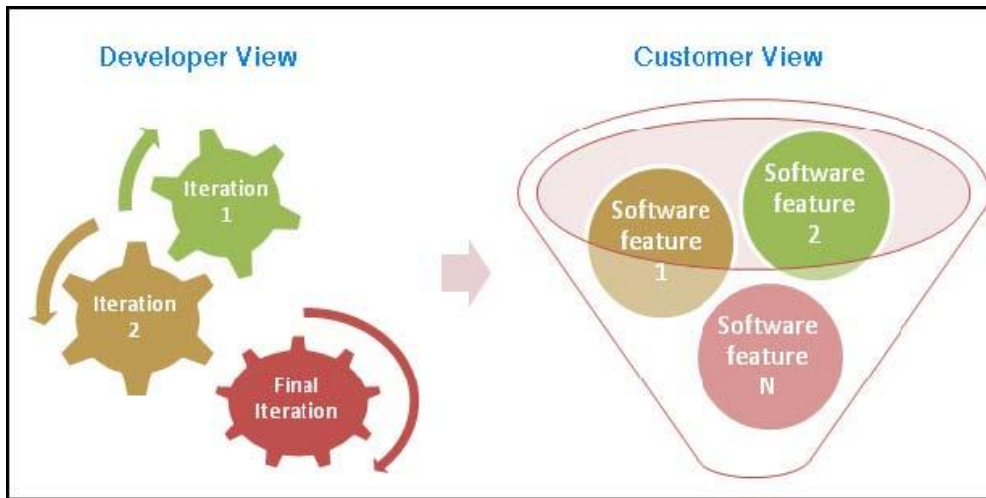 Developer View
Customer View
Iteration
1
Iteration
2
Final
Iteration
Software
feature
1
Software
feature
2
Software
feature
N